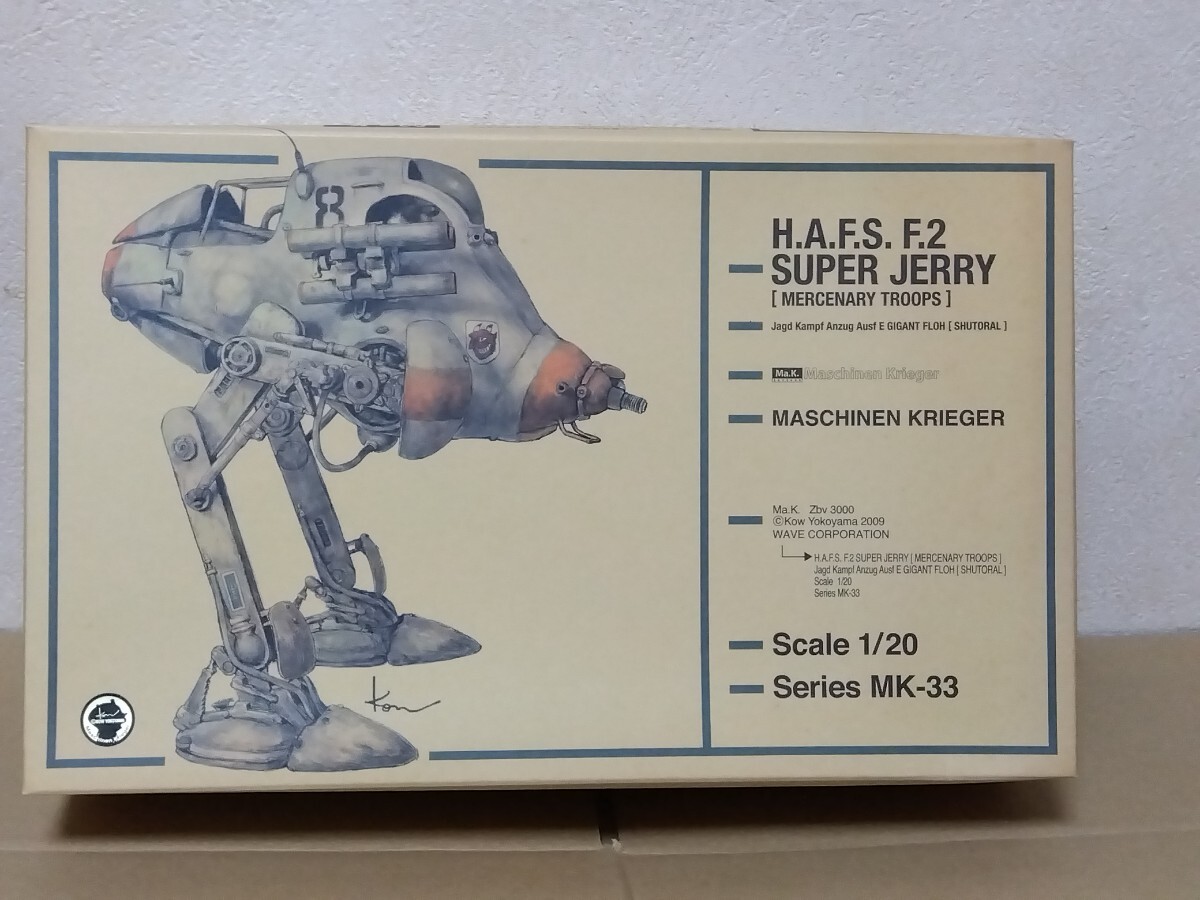 8
H.A.F.S. F.2
SUPER JERRY
[ MERCENARY TROOPS ]
Jagd Kampf Anzug Ausf E GIGANT FLOH [ SHUTORAL ]
Ma.K. Maschinen Krieger
MASCHINEN KRIEGER
Ma.K. Zbv 3000
©Kow Yokoyama 2009
WAVE CORPORATION
H.A.F.S. F.2 SUPER JERRY [ MERCENARY TROOPS ]
Jagd Kampf Anzug Ausf E GIGANT FLOH [ SHUTORAL ]
Scale 1/20
Series MK-33
Scale 1/20
Series MK-33
Kow
©KOW YOKOYAMA